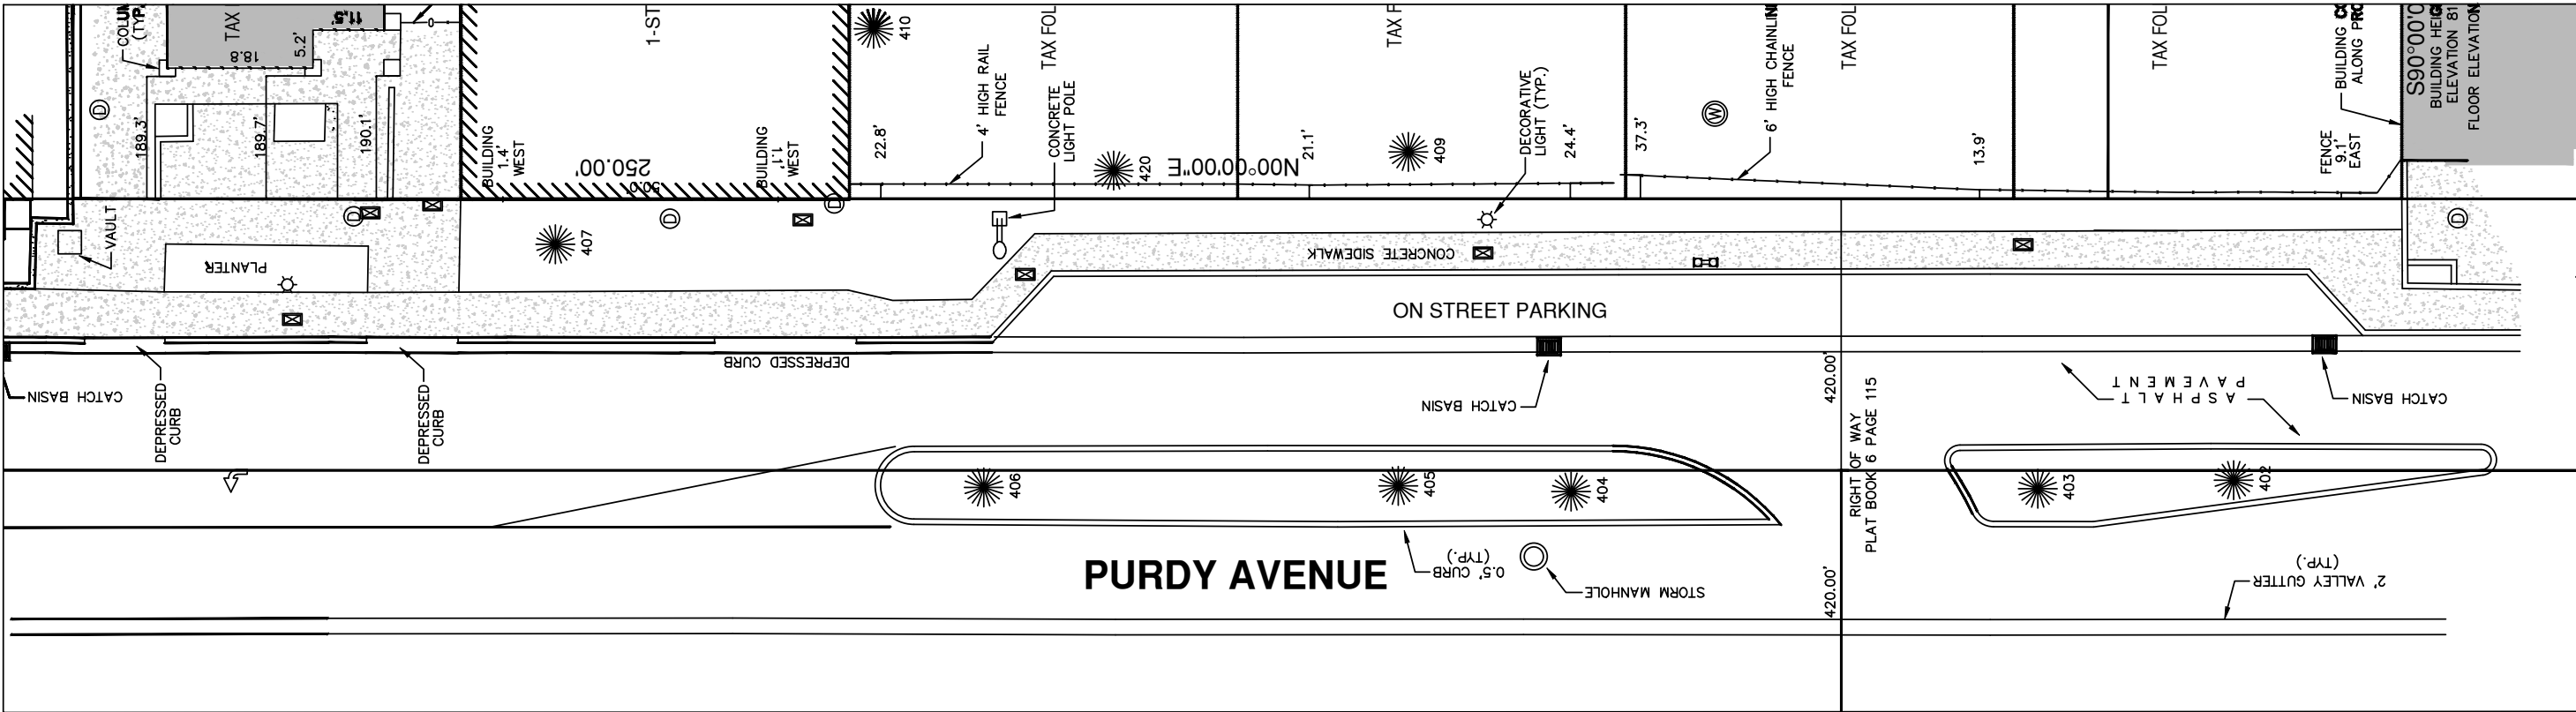 (TYP.
TAX
11.5'
18.8
5.2'
1-ST
410
TAX FOL
TAX F
TAX FOL
TAX FOL
BUILDING
ALONG PRO
S90°00'0
BUILDING HEI
ELEVATION 81
FLOOR ELEVATION
189.3'
189.7'
190.1'
BUILDING
1.4'
WEST
250.00'
50.0'
BUILDING
1.1'
WEST
22.8'
4' HIGH RAIL
FENCE
CONCRETE
LIGHT POLE
420
N00°00'00"E
21.1'
409
DECORATIVE
LIGHT (TYP.)
24.4'
37.3'
W
6' HIGH CHAINLI
FENCE
13.9'
FENCE
9.1'
EAST
D
D
D
D
D
VAULT
PLANTER
407
CONCRETE SIDEWALK
ON STREET PARKING
DEPRESSED CURB
CATCH BASIN
DEPRESSED
CURB
DEPRESSED
CURB
CATCH BASIN
420.00'
RIGHT OF WAY
PLAT BOOK 6 PAGE 115
ASPHALT
PAVEMENT
CATCH BASIN
406
405
404
403
402
PURDY AVENUE
0.5' CURB
(TYP.)
STORM MANHOLE
420.00'
2' VALLEY GUTTER
(TYP.)